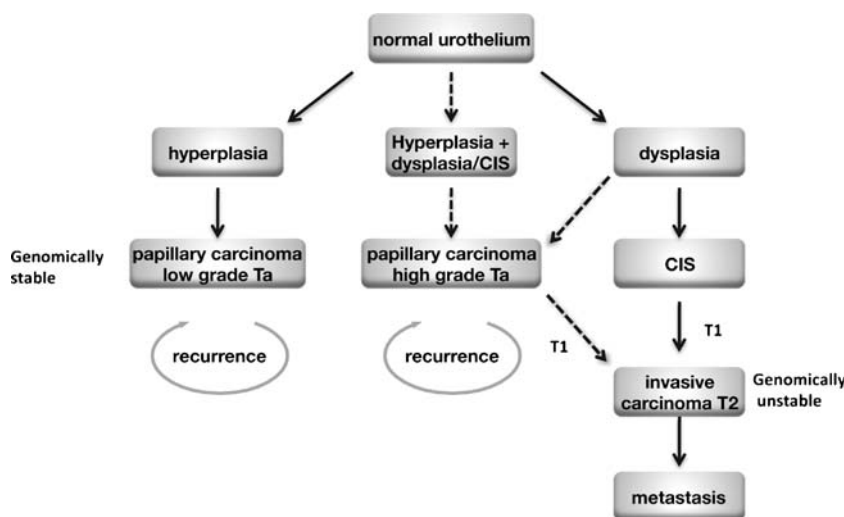 normal urothelium
hyperplasia
Hyperplasia +
dysplasia/CIS
dysplasia
Genomically
stable
papillary carcinoma
low grade Ta
papillary carcinoma
high grade Ta
CIS
recurrence
recurrence
T1
T1
invasive
carcinoma T2
Genomically
unstable
metastasis